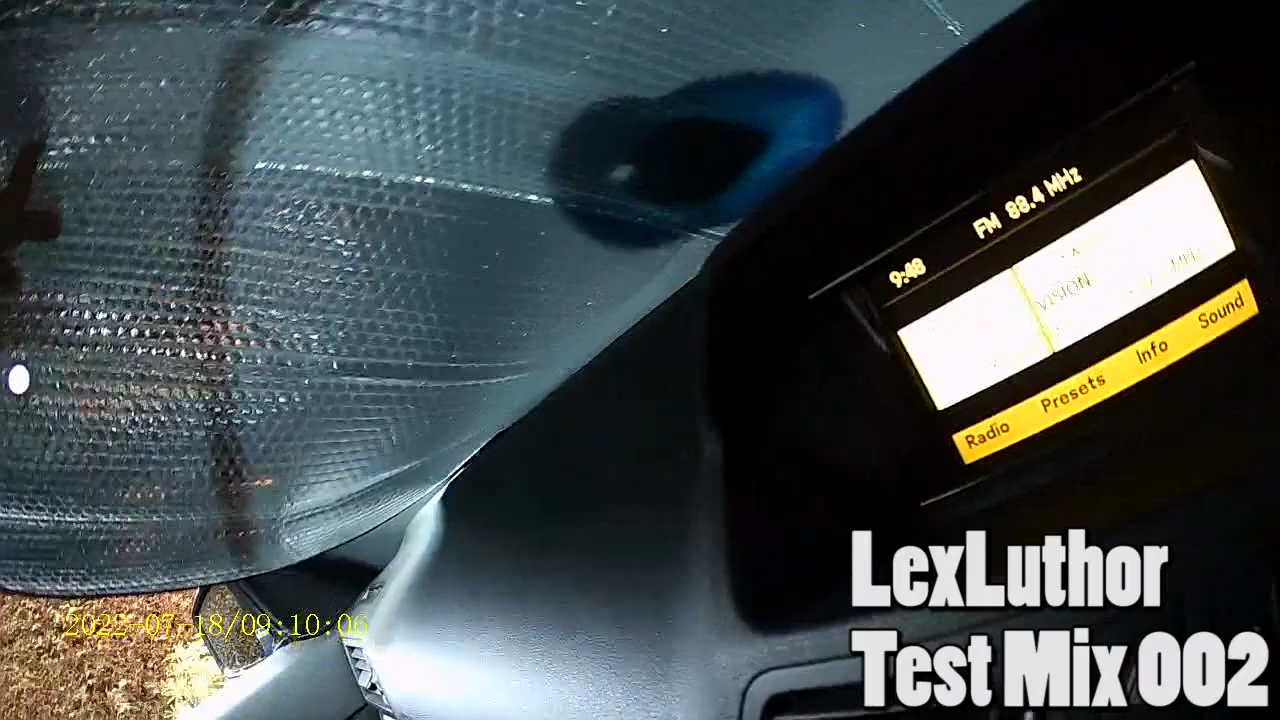 FM 88.4 MHz
9:48
VISION
Radio Presets Info Sound
2022-07-18/09:10:06
LexLuthor
Test Mix 002